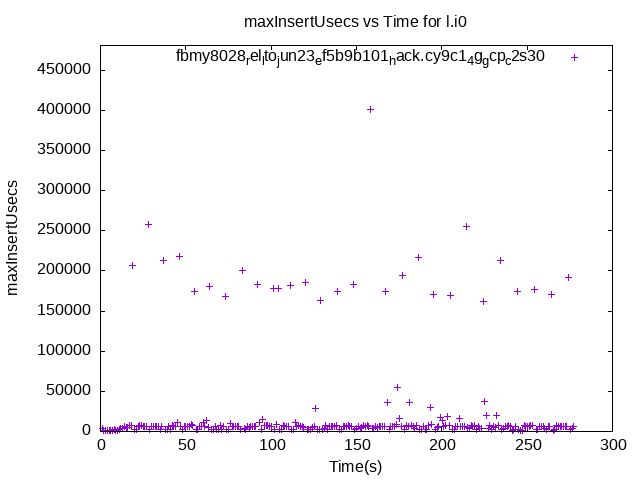 maxInsertUsecs vs Time for l.i0
fbmy8028relltojun23ef5b9b101hack.cy9c14ggcpc2s30
450000
400000
350000
300000
250000
200000
150000
100000
50000
0
maxInsertUsecs
0 50 100 150 200 250 300
Time(s)